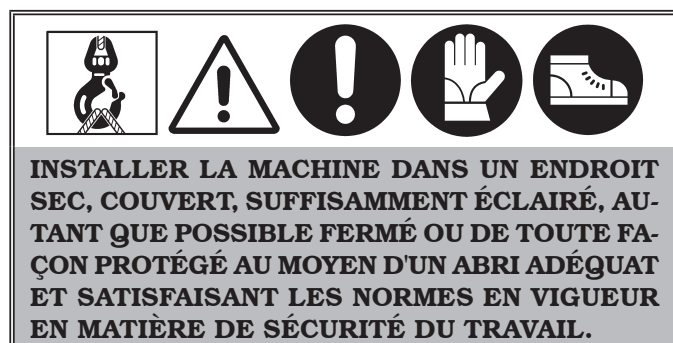 INSTALLER LA MACHINE DANS UN ENDROIT
SEC, COUVERT, SUFFISAMMENT ÉCLAIRÉ, AU-
TANT QUE POSSIBLE FERMÉ OU DE TOUTE FA-
ÇON PROTÉGÉ AU MOYEN D'UN ABRI ADÉQUAT
ET SATISFAISANT LES NORMES EN VIGUEUR
EN MATIÈRE DE SÉCURITÉ DU TRAVAIL.